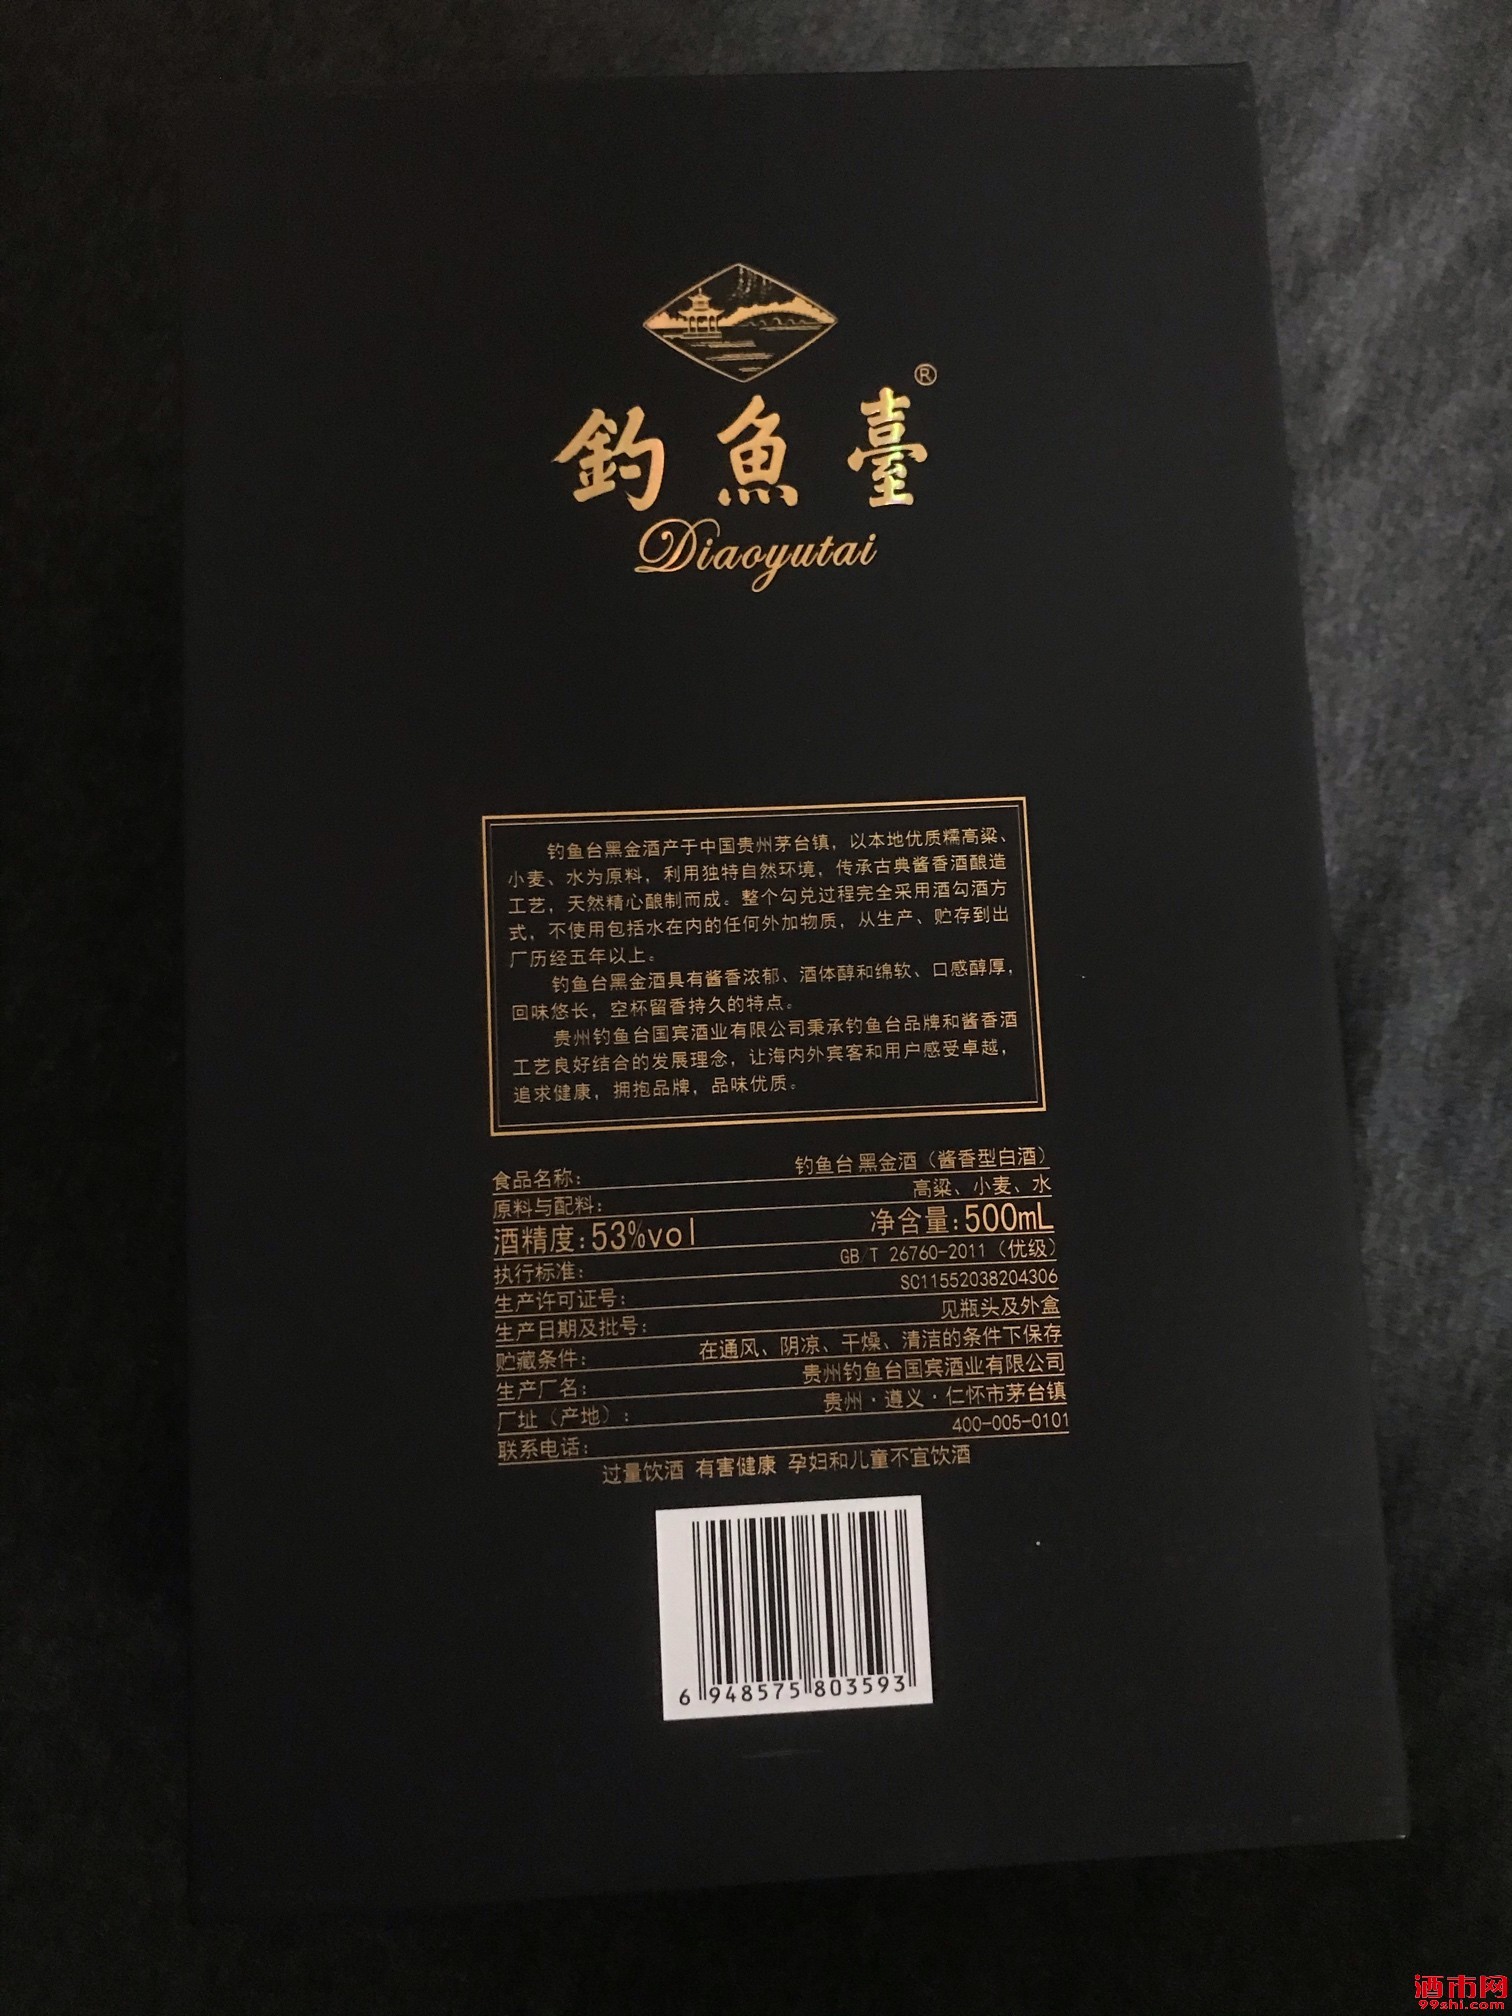 ®
釣魚臺
Diaoyutai
钓鱼台黑金酒产于中国贵州茅台镇，以本地优质糯高粱、
小麦、水为原料，利用独特自然环境，传承古典酱香酒酿造
工艺，天然精心酿制而成。整个勾兑过程完全采用酒勾酒方
式，不使用包括水在内的任何外加物质，从生产、贮存到出
厂历经五年以上。
钓鱼台黑金酒具有酱香浓郁、酒体醇和绵软、口感醇厚，
回味悠长，空杯留香持久的特点。
贵州钓鱼台国宾酒业有限公司秉承钓鱼台品牌和酱香酒
工艺良好结合的发展理念，让海内外宾客和用户感受卓越，
追求健康，拥抱品牌，品味优质。
食品名称：钓鱼台黑金酒（酱香型白酒）
原料与配料：高粱、小麦、水
酒精度：53%vol 净含量：500mL
执行标准：GB/T 26760-2011（优级）
生产许可证号：SC11552038204306
生产日期及批号：见瓶头及外盒
贮藏条件：在通风、阴凉、干燥、清洁的条件下保存
生产厂名：贵州钓鱼台国宾酒业有限公司
厂址（产地）：贵州·遵义·仁怀市茅台镇
联系电话：400-005-0101
过量饮酒 有害健康 孕妇和儿童不宜饮酒
6 948575 803593
酒市网
99shi.com